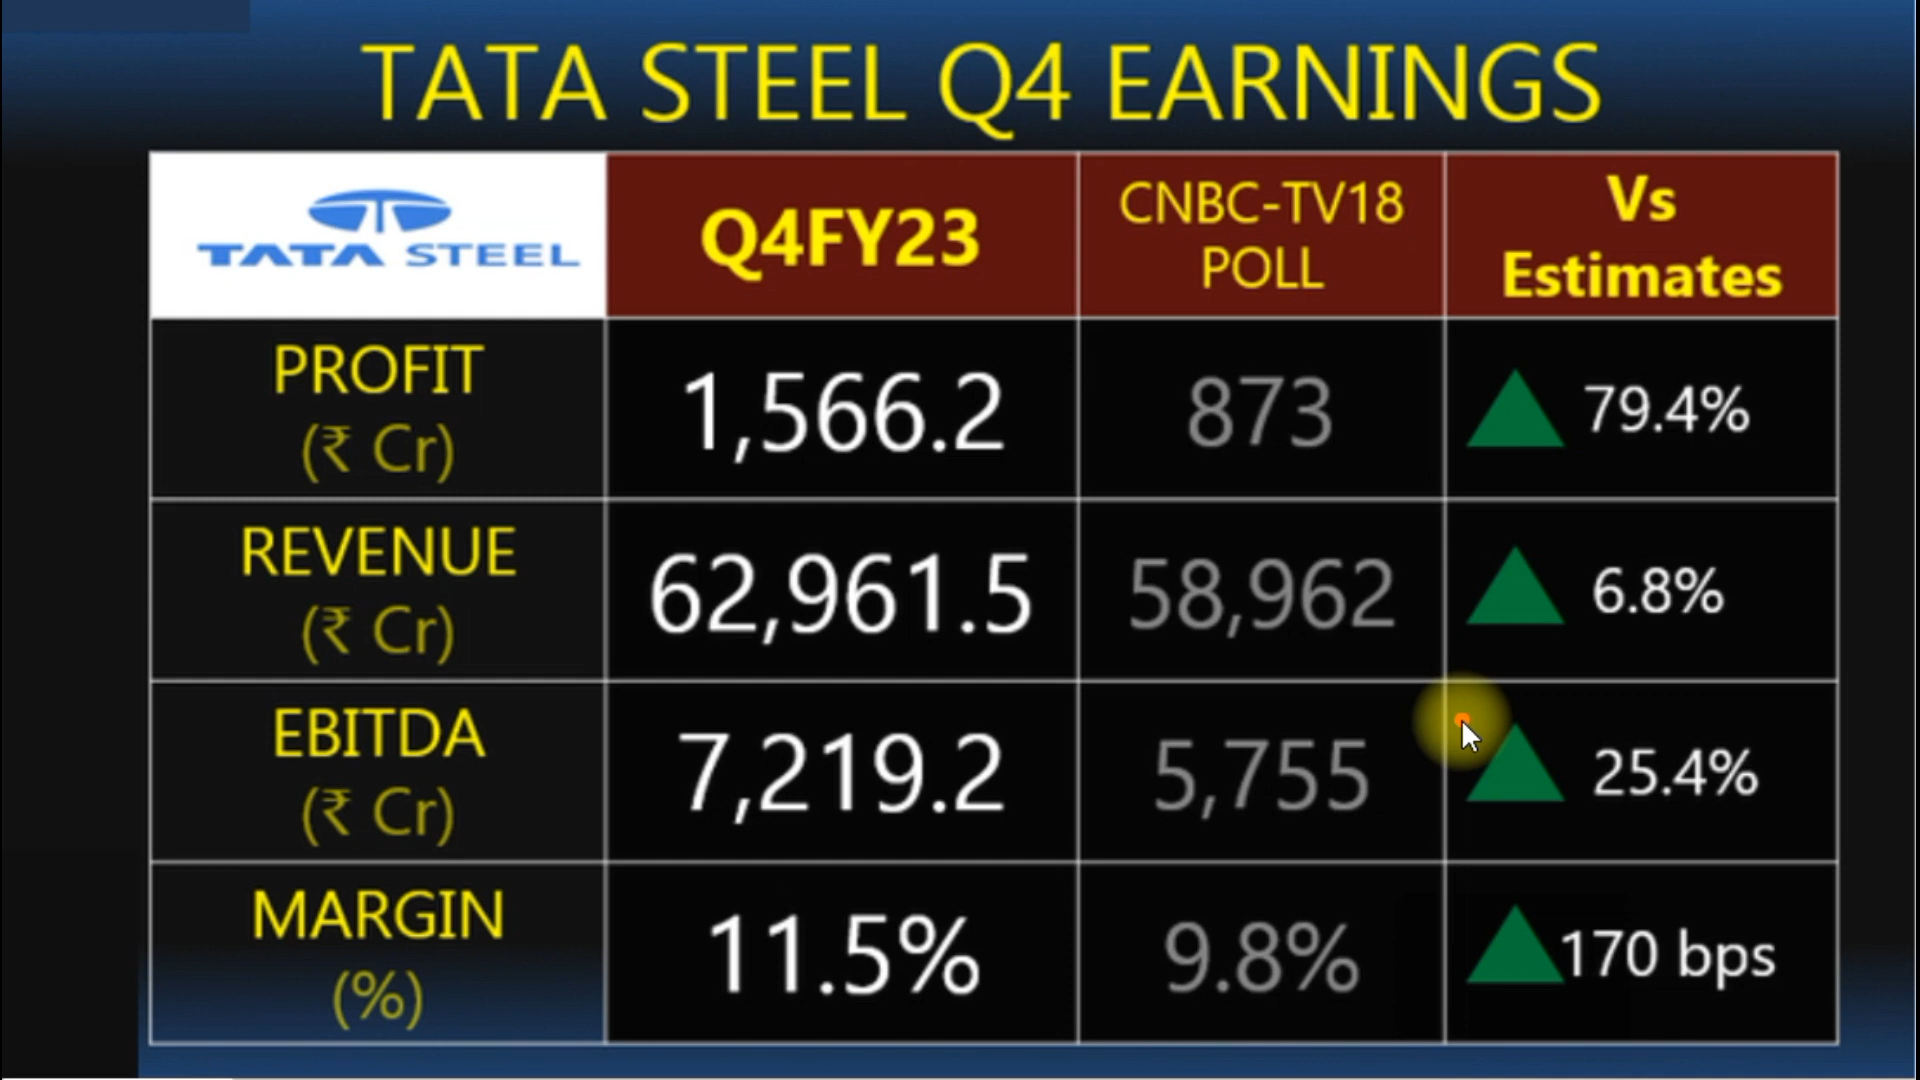 TATA STEEL Q4 EARNINGS
TATA STEEL
Q4FY23
CNBC-TV18
POLL
Vs
Estimates
PROFIT
(₹ Cr)
1,566.2
873
79.4%
REVENUE
(₹ Cr)
62,961.5
58,962
6.8%
EBITDA
(₹ Cr)
7,219.2
5,755
25.4%
MARGIN
(%)
11.5%
9.8%
170 bps